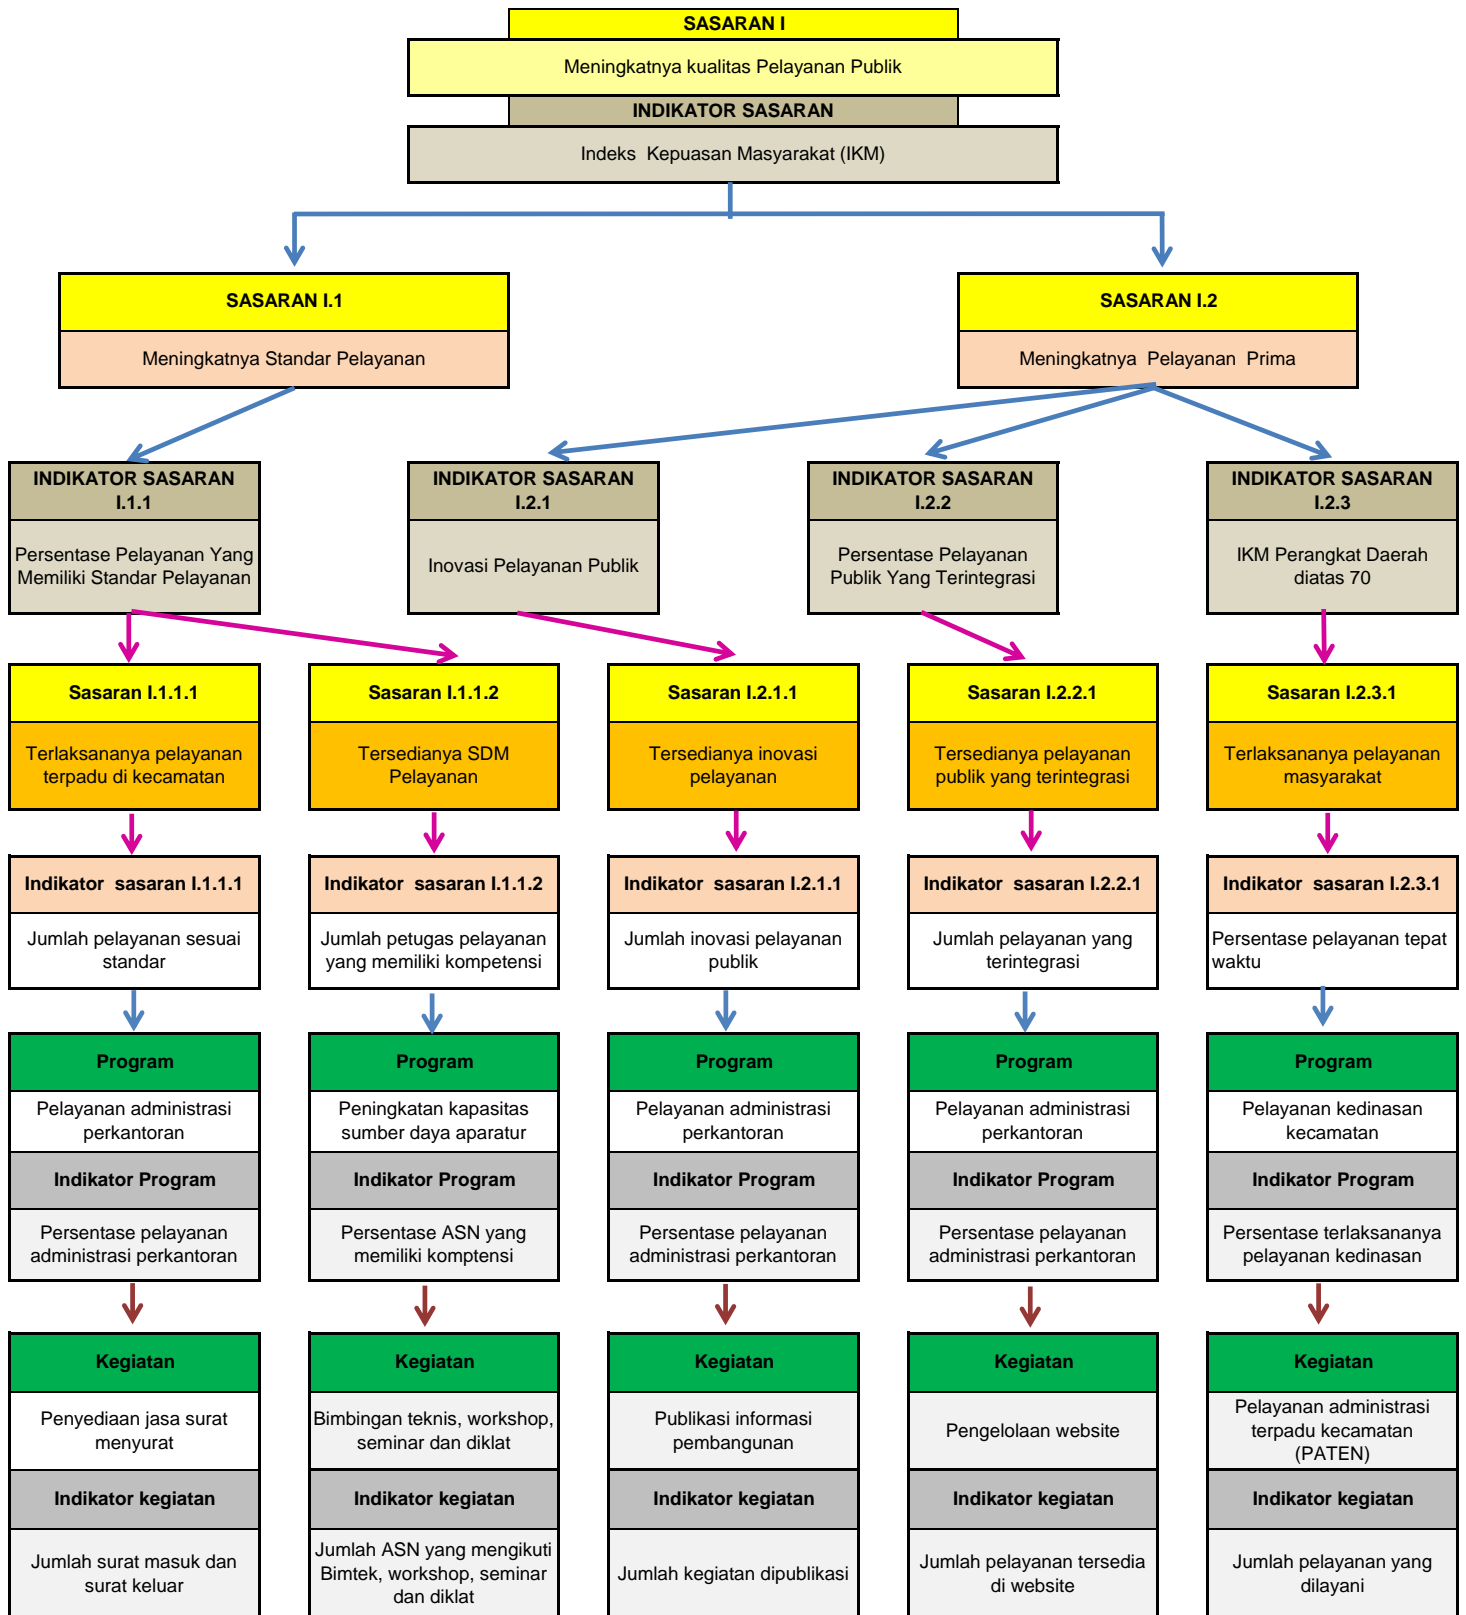 SASARAN I
Meningkatnya kualitas Pelayanan Publik
INDIKATOR SASARAN
Indeks Kepuasan Masyarakat (IKM)
SASARAN I.1
Meningkatnya Standar Pelayanan
SASARAN I.2
Meningkatnya Pelayanan Prima
INDIKATOR SASARAN
I.1.1
Persentase Pelayanan Yang
Memiliki Standar Pelayanan
INDIKATOR SASARAN
I.2.1
Inovasi Pelayanan Publik
INDIKATOR SASARAN
I.2.2
Persentase Pelayanan
Publik Yang Terintegrasi
INDIKATOR SASARAN
I.2.3
IKM Perangkat Daerah
diatas 70
Sasaran I.1.1.1
Terlaksananya pelayanan
terpadu di kecamatan
Sasaran I.1.1.2
Tersedianya SDM
Pelayanan
Sasaran I.2.1.1
Tersedianya inovasi
pelayanan
Sasaran I.2.2.1
Tersedianya pelayanan
publik yang terintegrasi
Sasaran I.2.3.1
Terlaksananya pelayanan
masyarakat
Indikator sasaran I.1.1.1
Jumlah pelayanan sesuai
standar
Indikator sasaran I.1.1.2
Jumlah petugas pelayanan
yang memiliki kompetensi
Indikator sasaran I.2.1.1
Jumlah inovasi pelayanan
publik
Indikator sasaran I.2.2.1
Jumlah pelayanan yang
terintegrasi
Indikator sasaran I.2.3.1
Persentase pelayanan tepat
waktu
Program
Pelayanan administrasi
perkantoran
Indikator Program
Persentase pelayanan
administrasi perkantoran
Program
Peningkatan kapasitas
sumber daya aparatur
Indikator Program
Persentase ASN yang
memiliki komptensi
Program
Pelayanan administrasi
perkantoran
Indikator Program
Persentase pelayanan
administrasi perkantoran
Program
Pelayanan administrasi
perkantoran
Indikator Program
Persentase pelayanan
administrasi perkantoran
Program
Pelayanan kedinasan
kecamatan
Indikator Program
Persentase terlaksananya
pelayanan kedinasan
Kegiatan
Penyediaan jasa surat
menyurat
Indikator kegiatan
Jumlah surat masuk dan
surat keluar
Kegiatan
Bimbingan teknis, workshop,
seminar dan diklat
Indikator kegiatan
Jumlah ASN yang mengikuti
Bimtek, workshop, seminar
dan diklat
Kegiatan
Publikasi informasi
pembangunan
Indikator kegiatan
Jumlah kegiatan dipublikasi
Kegiatan
Pengelolaan website
Indikator kegiatan
Jumlah pelayanan tersedia
di website
Kegiatan
Pelayanan administrasi
terpadu kecamatan
(PATEN)
Indikator kegiatan
Jumlah pelayanan yang
dilayani